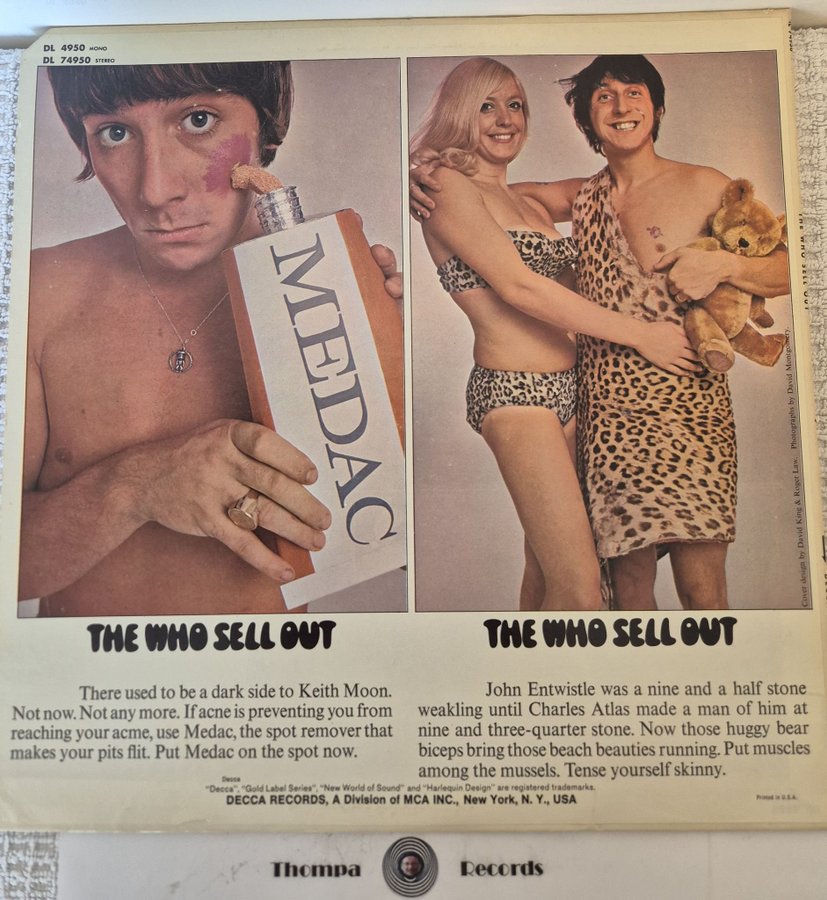 DL 4950 MONO
DL 74950 STEREO
MEDAC
Cover design by David King & Roger Law. Photographs by David Montgomery.
THE WHO SELL OUT
THE WHO SELL OUT
THE WHO SELL OUT
There used to be a dark side to Keith Moon.
Not now. Not any more. If acne is preventing you from
reaching your acme, use Medac, the spot remover that
makes your pits flit. Put Medac on the spot now.
John Entwistle was a nine and a half stone
weakling until Charles Atlas made a man of him at
nine and three-quarter stone. Now those huggy bear
biceps bring those beach beauties running. Put muscles
among the mussels. Tense yourself skinny.
Decca
"Decca", "Gold Label Series", "New World of Sound" and "Harlequin Design" are registered trademarks.
DECCA RECORDS, A Division of MCA INC., New York, N. Y., USA
Printed in U.S.A.
Thompa Records